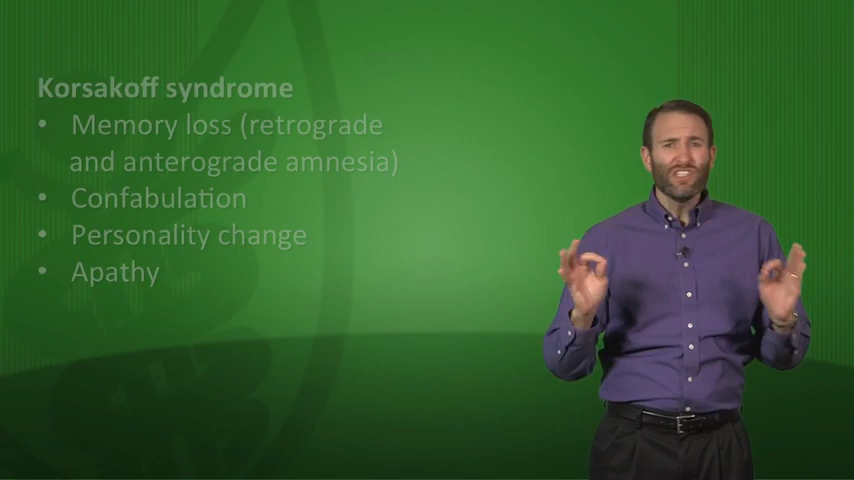 Korsakoff syndrome
• Memory loss (retrograde
and anterograde amnesia)
• Confabulation
• Personality change
• Apathy